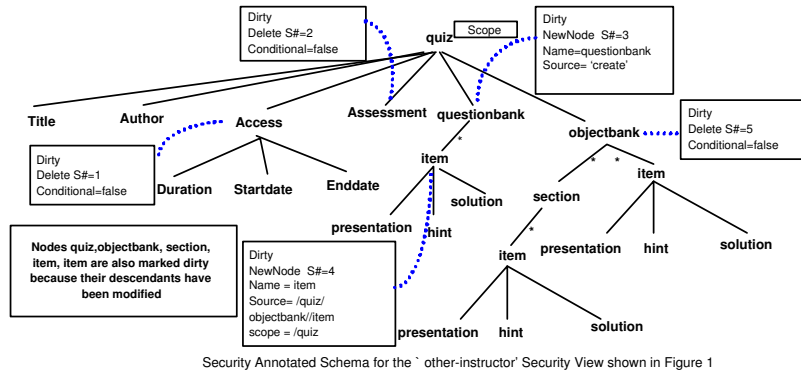 Dirty
Delete S#=2
Conditional=false
quiz
Scope
Dirty
NewNode S#=3
Name=questionbank
Source= ‘create’
Title
Author
Access
Assessment
questionbank
objectbank
Dirty
Delete S#=5
Conditional=false
Dirty
Delete S#=1
Conditional=false
Duration
Startdate
Enddate
*
item
presentation
hint
solution
*
*
section
item
*
presentation
hint
solution
item
presentation
hint
solution
Nodes quiz,objectbank, section,
item, item are also marked dirty
because their descendants have
been modified
Dirty
NewNode S#=4
Name = item
Source= /quiz/
objectbank//item
scope = /quiz
Security Annotated Schema for the ` other-instructor’ Security View shown in Figure 1